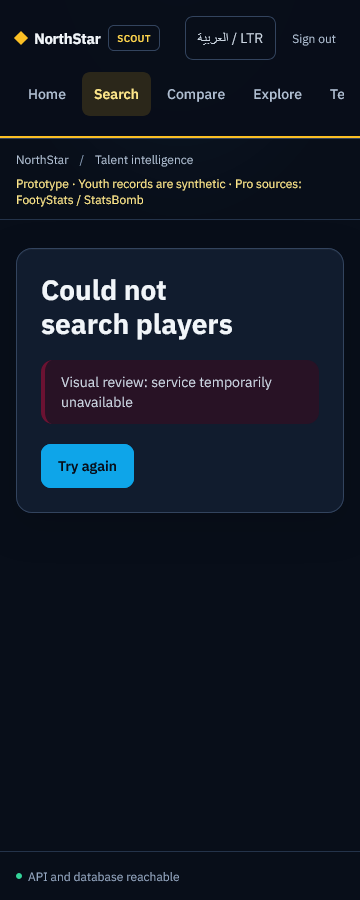 NorthStar SCOUT العربية / LTR Sign out
Home Search Compare Explore Te
NorthStar / Talent intelligence
Prototype · Youth records are synthetic · Pro sources:
FootyStats / StatsBomb
Could not
search players
Visual review: service temporarily
unavailable
Try again
API and database reachable